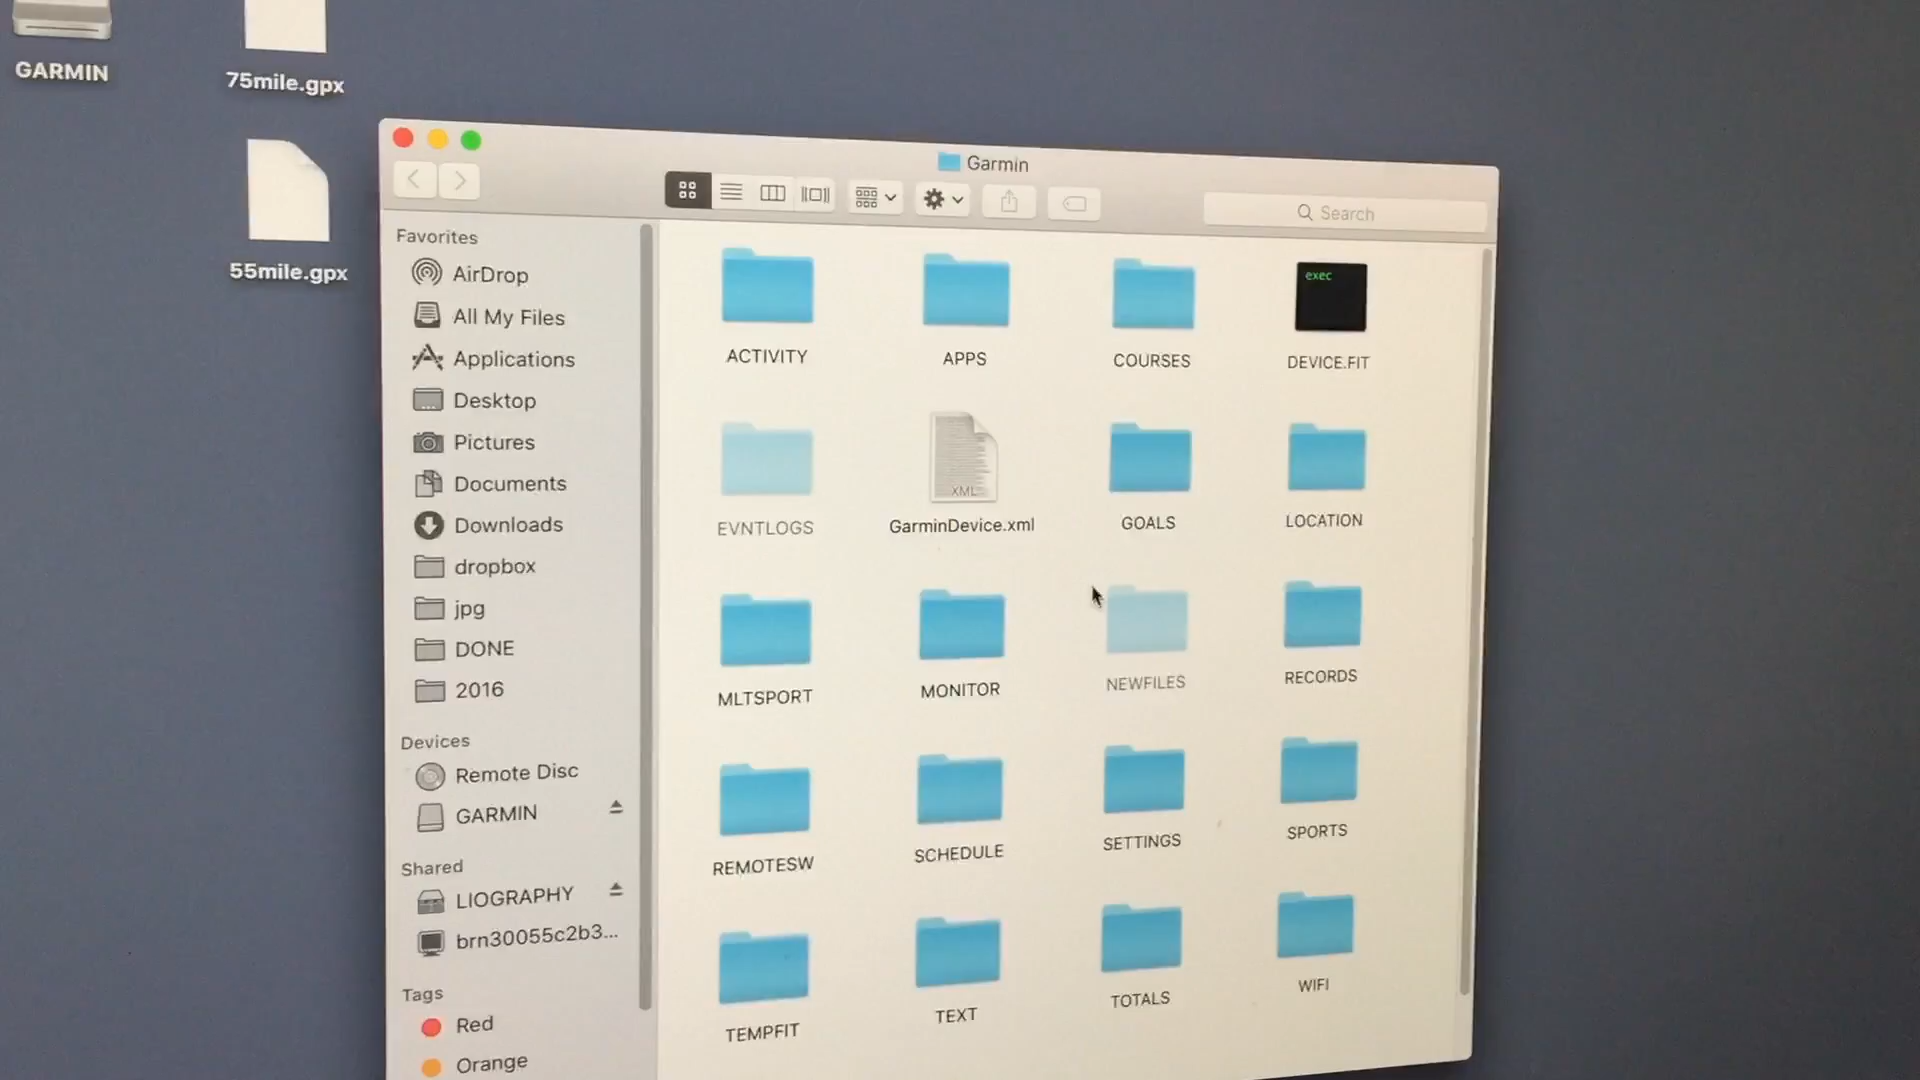 GARMIN
75mile.gpx
55mile.gpx
Garmin
Search
Favorites
AirDrop
All My Files
Applications
Desktop
Pictures
Documents
Downloads
dropbox
jpg
DONE
2016
Devices
Remote Disc
GARMIN
Shared
LIOGRAPHY
brn30055c2b3...
Tags
Red
Orange
exec
ACTIVITY
APPS
COURSES
DEVICE.FIT
XML
EVNTLOGS
GarminDevice.xml
GOALS
LOCATION
MLTSPORT
MONITOR
NEWFILES
RECORDS
REMOTESW
SCHEDULE
SETTINGS
SPORTS
TEMPFIT
TEXT
TOTALS
WIFI